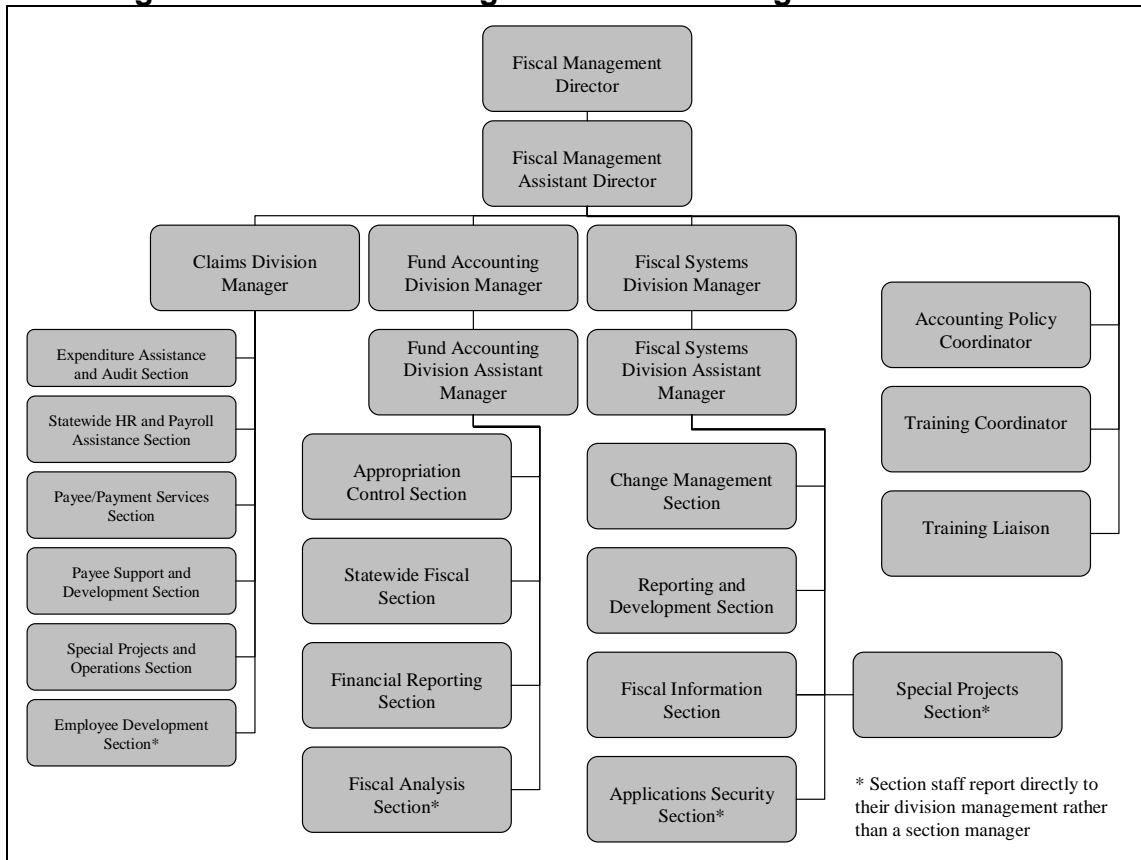 Fiscal Management
Director
Fiscal Management
Assistant Director
Claims Division
Manager
Fund Accounting
Division Manager
Fiscal Systems
Division Manager
Accounting Policy
Coordinator
Training Coordinator
Training Liaison
Expenditure Assistance
and Audit Section
Statewide HR and Payroll
Assistance Section
Payee/Payment Services
Section
Payee Support and
Development Section
Special Projects and
Operations Section
Employee Development
Section*
Fund Accounting
Division Assistant
Manager
Appropriation
Control Section
Statewide Fiscal
Section
Financial Reporting
Section
Fiscal Analysis
Section*
Fiscal Systems
Division Assistant
Manager
Change Management
Section
Reporting and
Development Section
Fiscal Information
Section
Applications Security
Section*
Special Projects
Section*
* Section staff report directly to
their division management rather
than a section manager